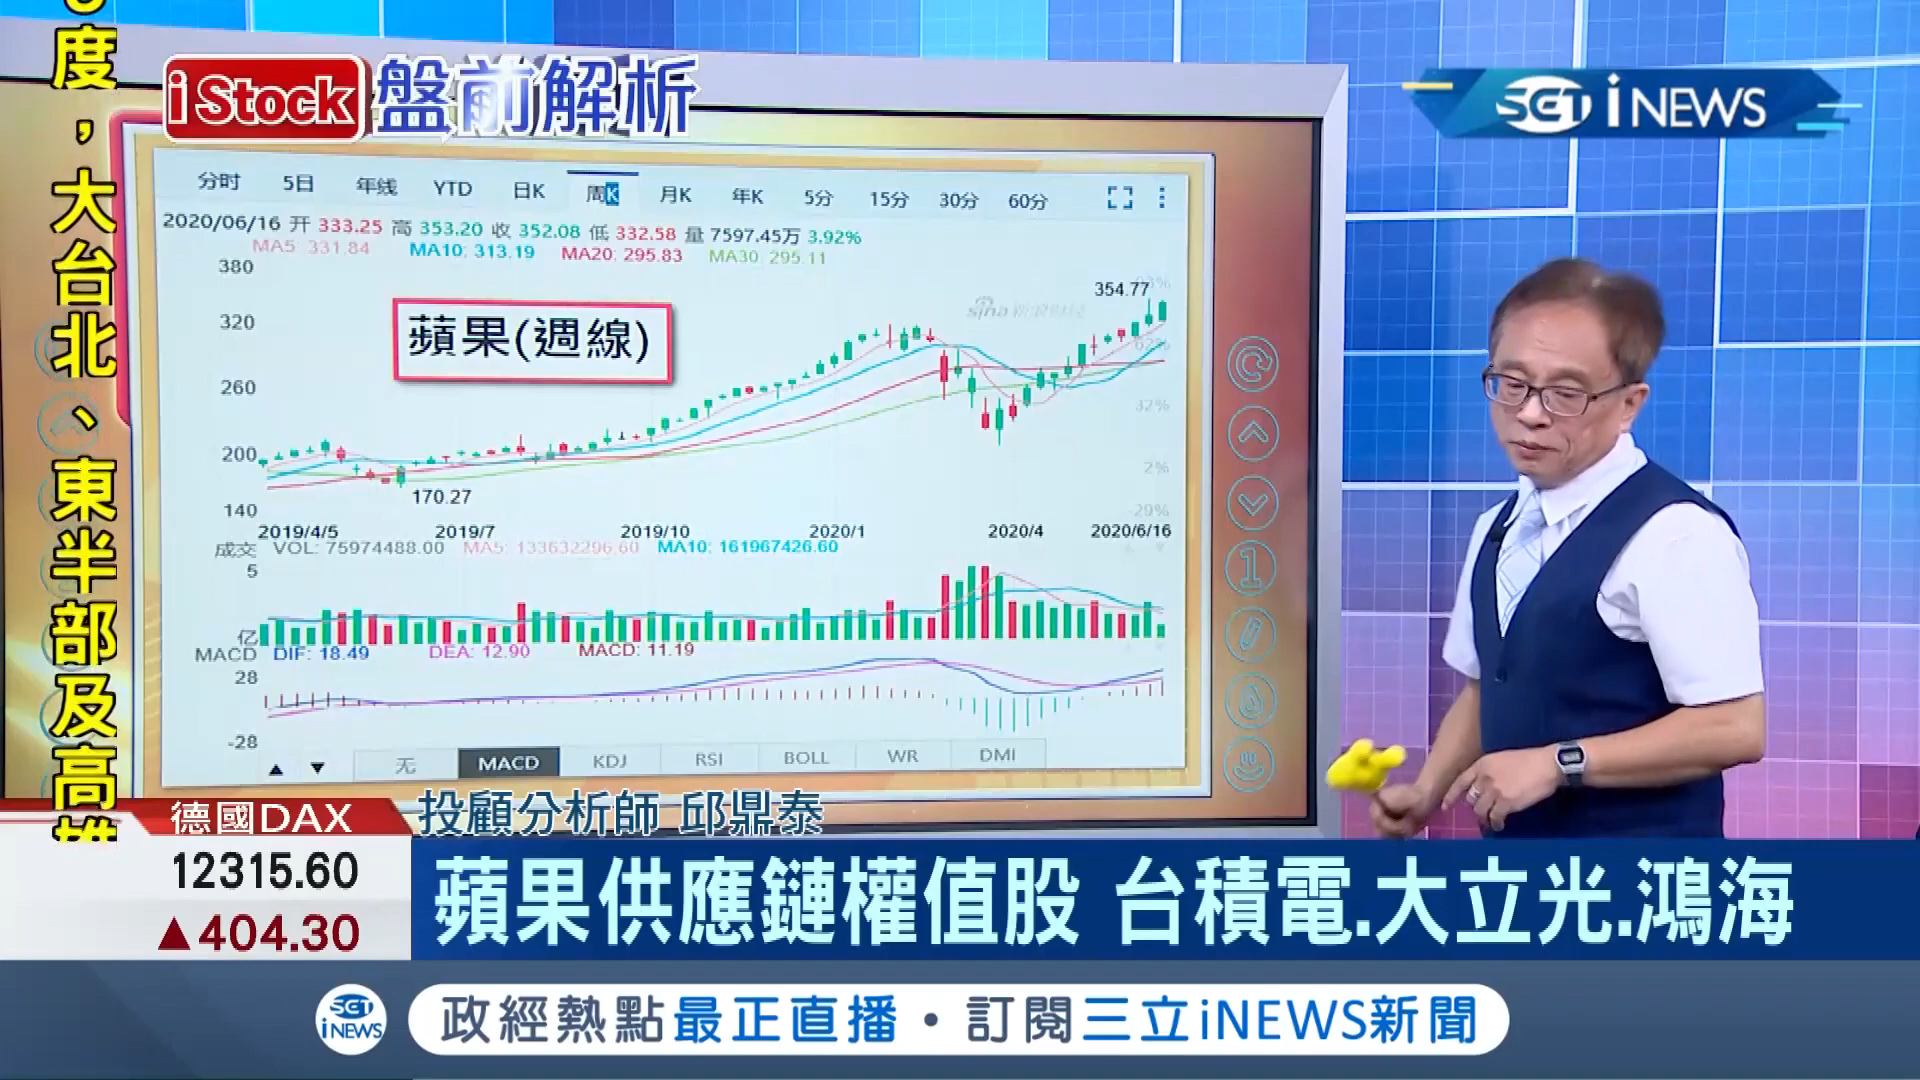 度，大台北、東半部及高雄
iStock 盤前解析
SET iNEWS
分时 5日 年线 YTD 日K 周K 月K 年K 5分 15分 30分 60分
2020/06/16 开 333.25 高 353.20 收 352.08 低 332.58 量 7597.45万 3.92%
MA5 331.84 MA10: 313.19 MA20: 295.83 MA30: 295.11
380
354.77
320
蘋果(週線)
62%
260
32%
200
2%
170.27
140
-29%
2019/4/5 2019/7 2019/10 2020/1 2020/4 2020/6/16
成交 VOL: 75974488.00 MA5: 133632296.60 MA10: 161967426.60
5
亿
MACD DIF: 18.49 DEA: 12.90 MACD: 11.19
28
-28
▲ ▼ 无 MACD KDJ RSI BOLL WR DMI
1
德國DAX
12315.60
▲404.30
投顧分析師 邱鼎泰
蘋果供應鏈權值股 台積電.大立光.鴻海
SET iNEWS
政經熱點最正直播・訂閱三立iNEWS新聞